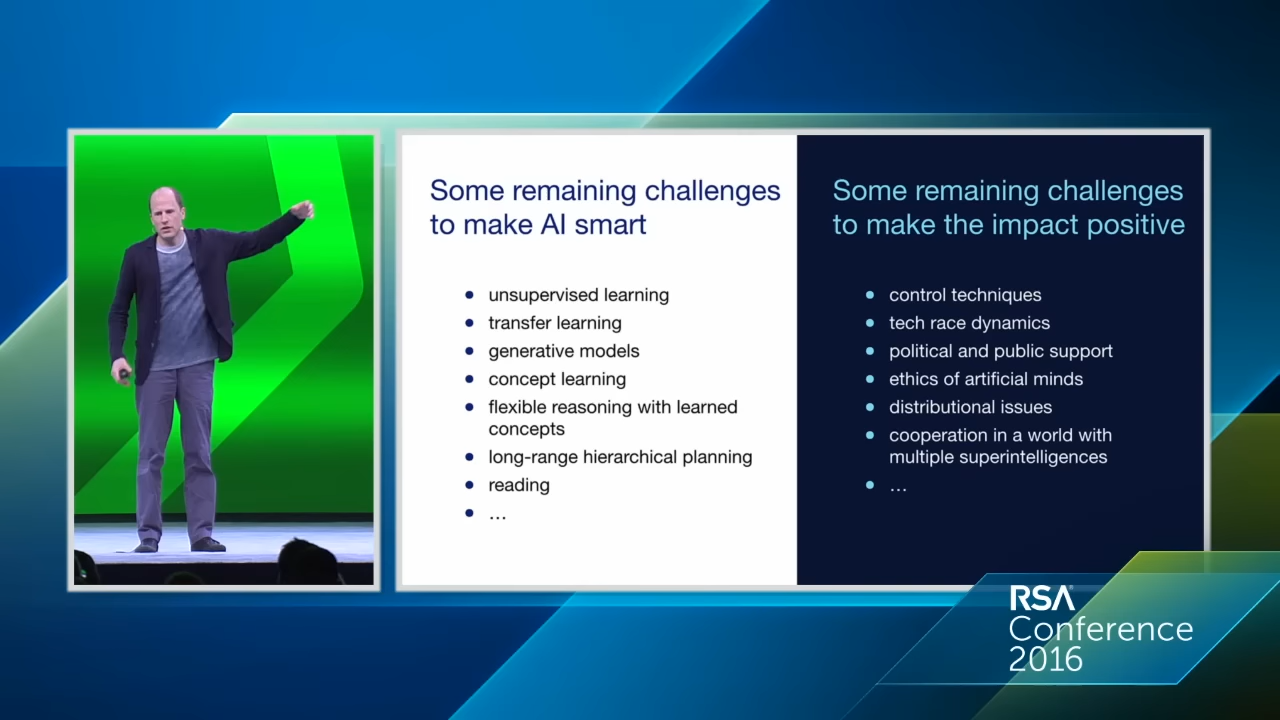 Some remaining challenges
to make AI smart
unsupervised learning
transfer learning
generative models
concept learning
flexible reasoning with learned
concepts
long-range hierarchical planning
reading
…
Some remaining challenges
to make the impact positive
control techniques
tech race dynamics
political and public support
ethics of artificial minds
distributional issues
cooperation in a world with
multiple superintelligences
…
RSA
Conference
2016